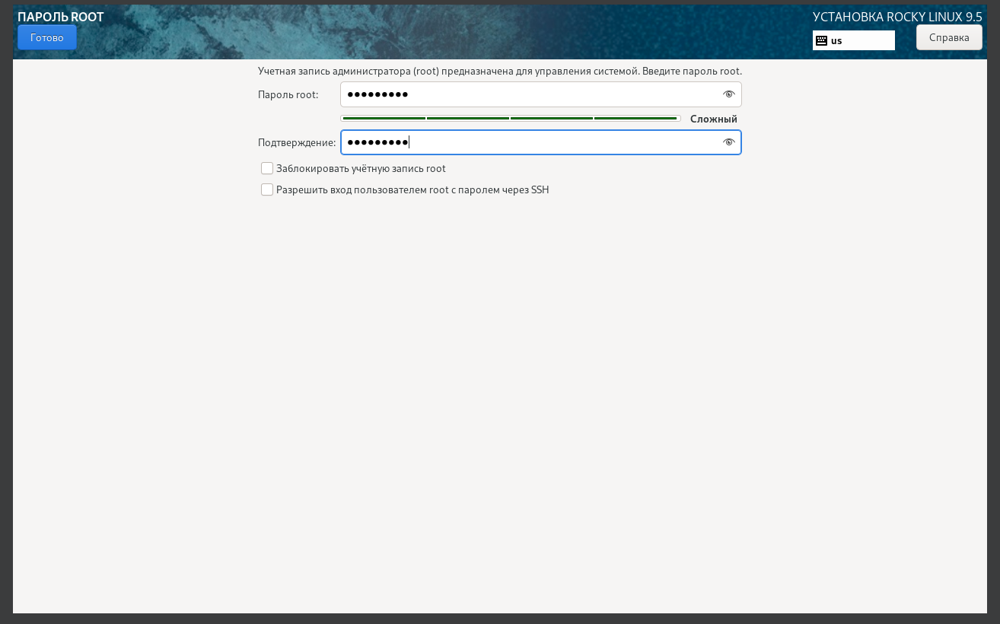 ПАРОЛЬ ROOT
УСТАНОВКА ROCKY LINUX 9.5
Готово
us
Справка
Учетная запись администратора (root) предназначена для управления системой. Введите пароль root.
Пароль root: ●●●●●●●●●
Сложный
Подтверждение: ●●●●●●●●●
Заблокировать учётную запись root
Разрешить вход пользователем root с паролем через SSH